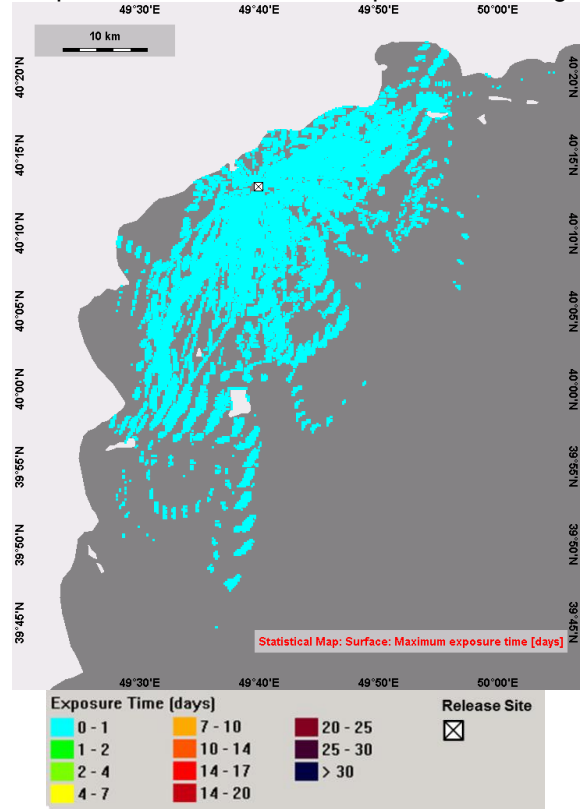 49°30'E 49°40'E 49°50'E 50°00'E
10 km
40°20'N 40°20'N
40°15'N 40°15'N
40°10'N 40°10'N
40°05'N 40°05'N
40°00'N 40°00'N
39°55'N 39°55'N
39°50'N 39°50'N
39°45'N 39°45'N
Statistical Map: Surface: Maximum exposure time [days]
49°30'E 49°40'E 49°50'E 50°00'E
Exposure Time (days)
0 - 1
1 - 2
2 - 4
4 - 7
7 - 10
10 - 14
14 - 17
14 - 20
20 - 25
25 - 30
> 30
Release Site